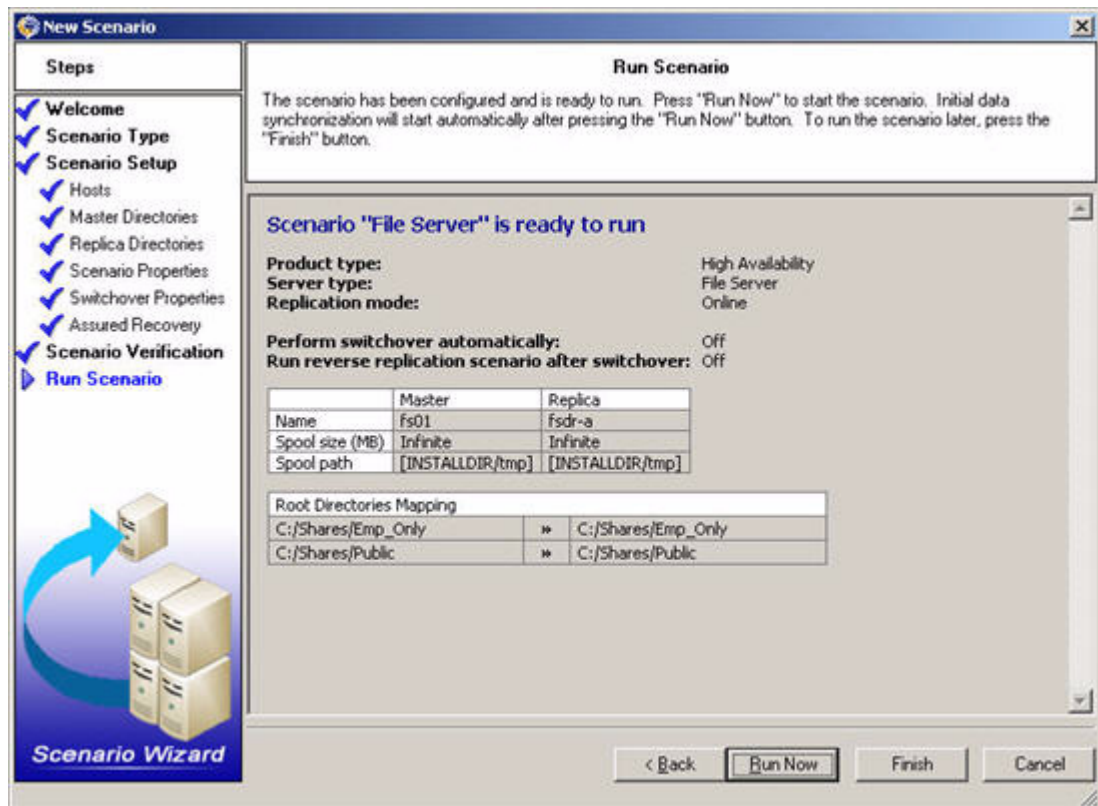 New Scenario
Steps
Welcome
Scenario Type
Scenario Setup
Hosts
Master Directories
Replica Directories
Scenario Properties
Switchover Properties
Assured Recovery
Scenario Verification
Run Scenario
Scenario Wizard
Run Scenario
The scenario has been configured and is ready to run. Press "Run Now" to start the scenario. Initial data
synchronization will start automatically after pressing the "Run Now" button. To run the scenario later, press the
"Finish" button.
Scenario "File Server" is ready to run
Product type: High Availability
Server type: File Server
Replication mode: Online
Perform switchover automatically: Off
Run reverse replication scenario after switchover: Off
Master Replica
Name fs01 fsdr-a
Spool size (MB) Infinite Infinite
Spool path [INSTALLDIR/tmp] [INSTALLDIR/tmp]
Root Directories Mapping
C:/Shares/Emp_Only » C:/Shares/Emp_Only
C:/Shares/Public » C:/Shares/Public
< Back Run Now Finish Cancel